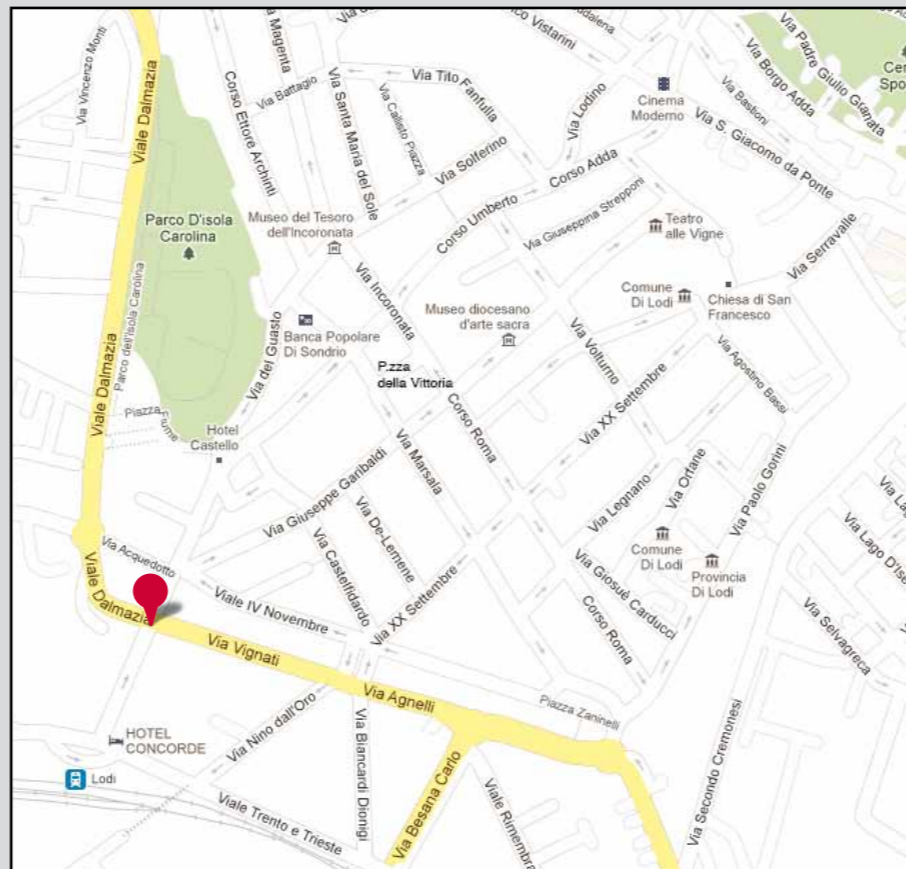 Via Vincenzo Monti
Viale Dalmazia
Magenta
Corso Ettore Archinti
Via Battagio
Via Santa Maria del Sole
Via Callisto Piazza
Via Tito
Fanfulla
Via Solferino
Vistarini
Via Lodino
Cinema
Moderno
Via Bastioni
Via Borgo Adda
Via Padre Giulio Granata
Via S. Giacomo da Ponte
Corso Adda
Corso Umberto
Via Giuseppina Strepponi
Teatro
alle Vigne
Via Serravalle
Parco D'isola
Carolina
Museo del Tesoro
dell'Incoronata
Via Incoronata
Comune
Di Lodi
Chiesa di San
Francesco
Museo diocesano
d'arte sacra
Banca Popolare
Di Sondrio
Via del Guasto
Parco dell'Isola Carolina
Viale Dalmazia
P.zza
della Vittoria
Via Volturno
Via Agostino Bassi
Via XX Settembre
Corso Roma
Piazza
Fiume
Hotel
Castello
Via Marsala
Via Giuseppe Garibaldi
Via De-Lemene
Via Castelfidardo
Via Legnano
Via Orfane
Via Paolo Gorini
Comune
Di Lodi
Provincia
Di Lodi
Via Giosuè Carducci
Corso Roma
Via Selvagreca
Via Acquedotto
Viale IV Novembre
Via XX Settembre
Viale Dalmazia
Via Vignati
Via Agnelli
Piazza Zaninelli
Via Secondo Cremonesi
Via Nino dall'Oro
Via Biancardi Dionigi
Via Besana Carlo
HOTEL
CONCORDE
Lodi
Viale Trento e Trieste